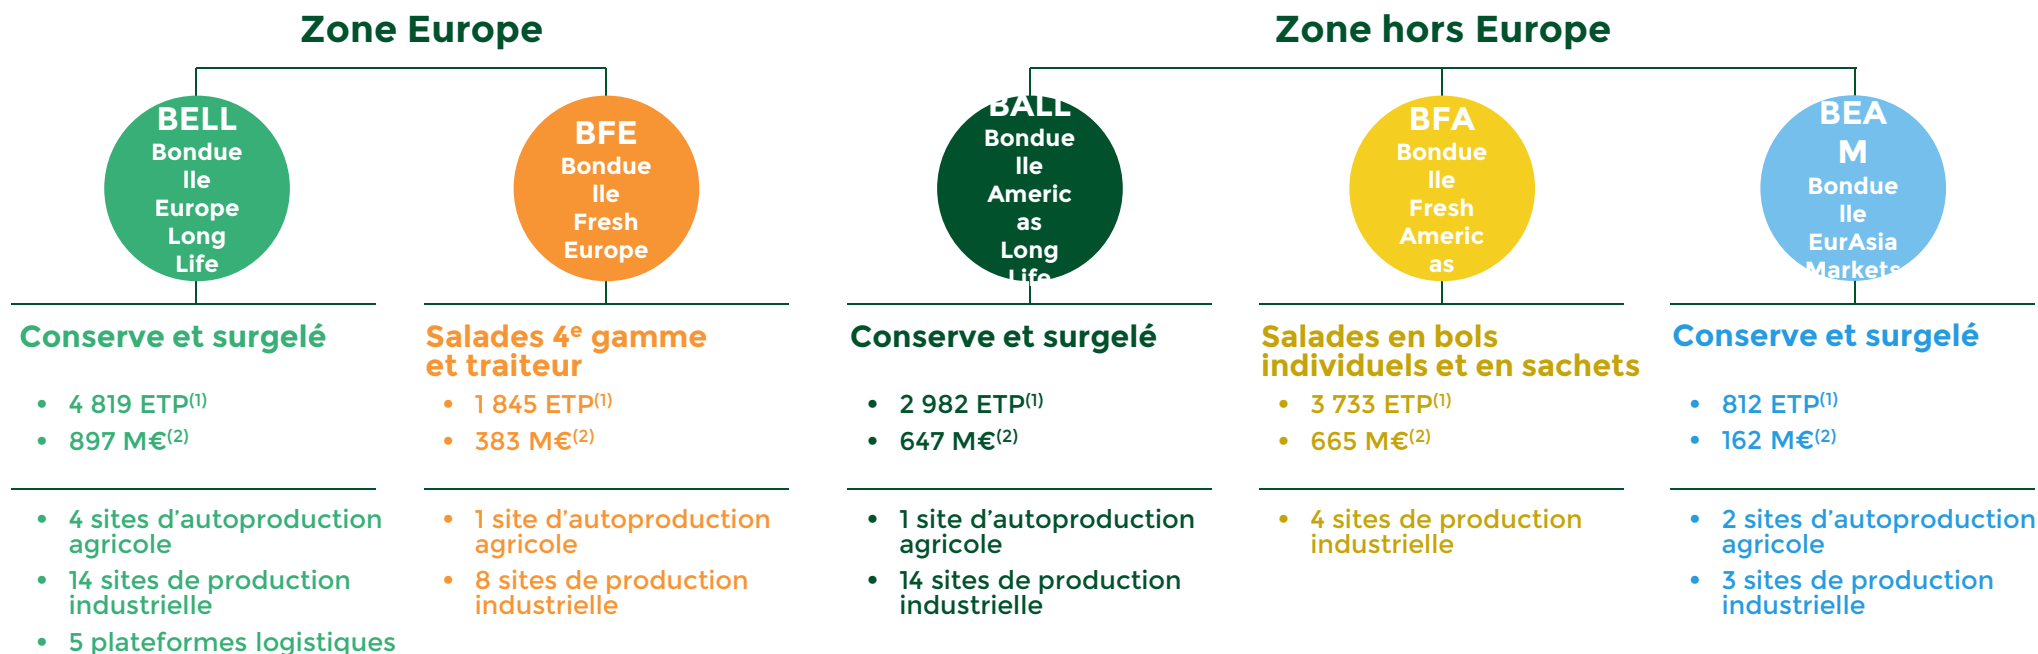 Zone Europe
BELL
Bondue
lle
Europe
Long
Life
Conserve et surgelé
• 4 819 ETP(1)
• 897 M€(2)
• 4 sites d’autoproduction
agricole
• 14 sites de production
industrielle
• 5 plateformes logistiques
BFE
Bondue
lle
Fresh
Europe
Salades 4e gamme
et traiteur
• 1 845 ETP(1)
• 383 M€(2)
• 1 site d’autoproduction
agricole
• 8 sites de production
industrielle
Zone hors Europe
BALL
Bondue
lle
Americ
as
Long
Life
Conserve et surgelé
• 2 982 ETP(1)
• 647 M€(2)
• 1 site d’autoproduction
agricole
• 14 sites de production
industrielle
BFA
Bondue
lle
Fresh
Americ
as
Salades en bols
individuels et en sachets
• 3 733 ETP(1)
• 665 M€(2)
• 4 sites de production
industrielle
BEA
M
Bondue
lle
EurAsia
Markets
Conserve et surgelé
• 812 ETP(1)
• 162 M€(2)
• 2 sites d’autoproduction
agricole
• 3 sites de production
industrielle